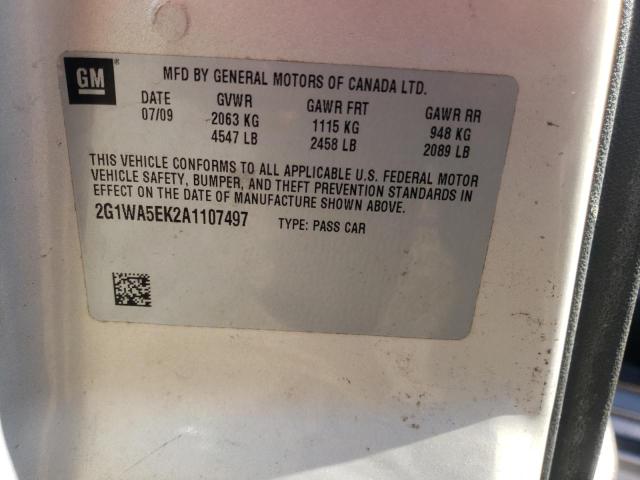 GM
MFD BY GENERAL MOTORS OF CANADA LTD.
DATE GVWR GAWR FRT GAWR RR
07/09 2063 KG 1115 KG 948 KG
4547 LB 2458 LB 2089 LB
THIS VEHICLE CONFORMS TO ALL APPLICABLE U.S. FEDERAL MOTOR
VEHICLE SAFETY, BUMPER, AND THEFT PREVENTION STANDARDS IN
EFFECT ON THE DATE OF MANUFACTURE SHOWN ABOVE.
2G1WA5EK2A1107497 TYPE: PASS CAR